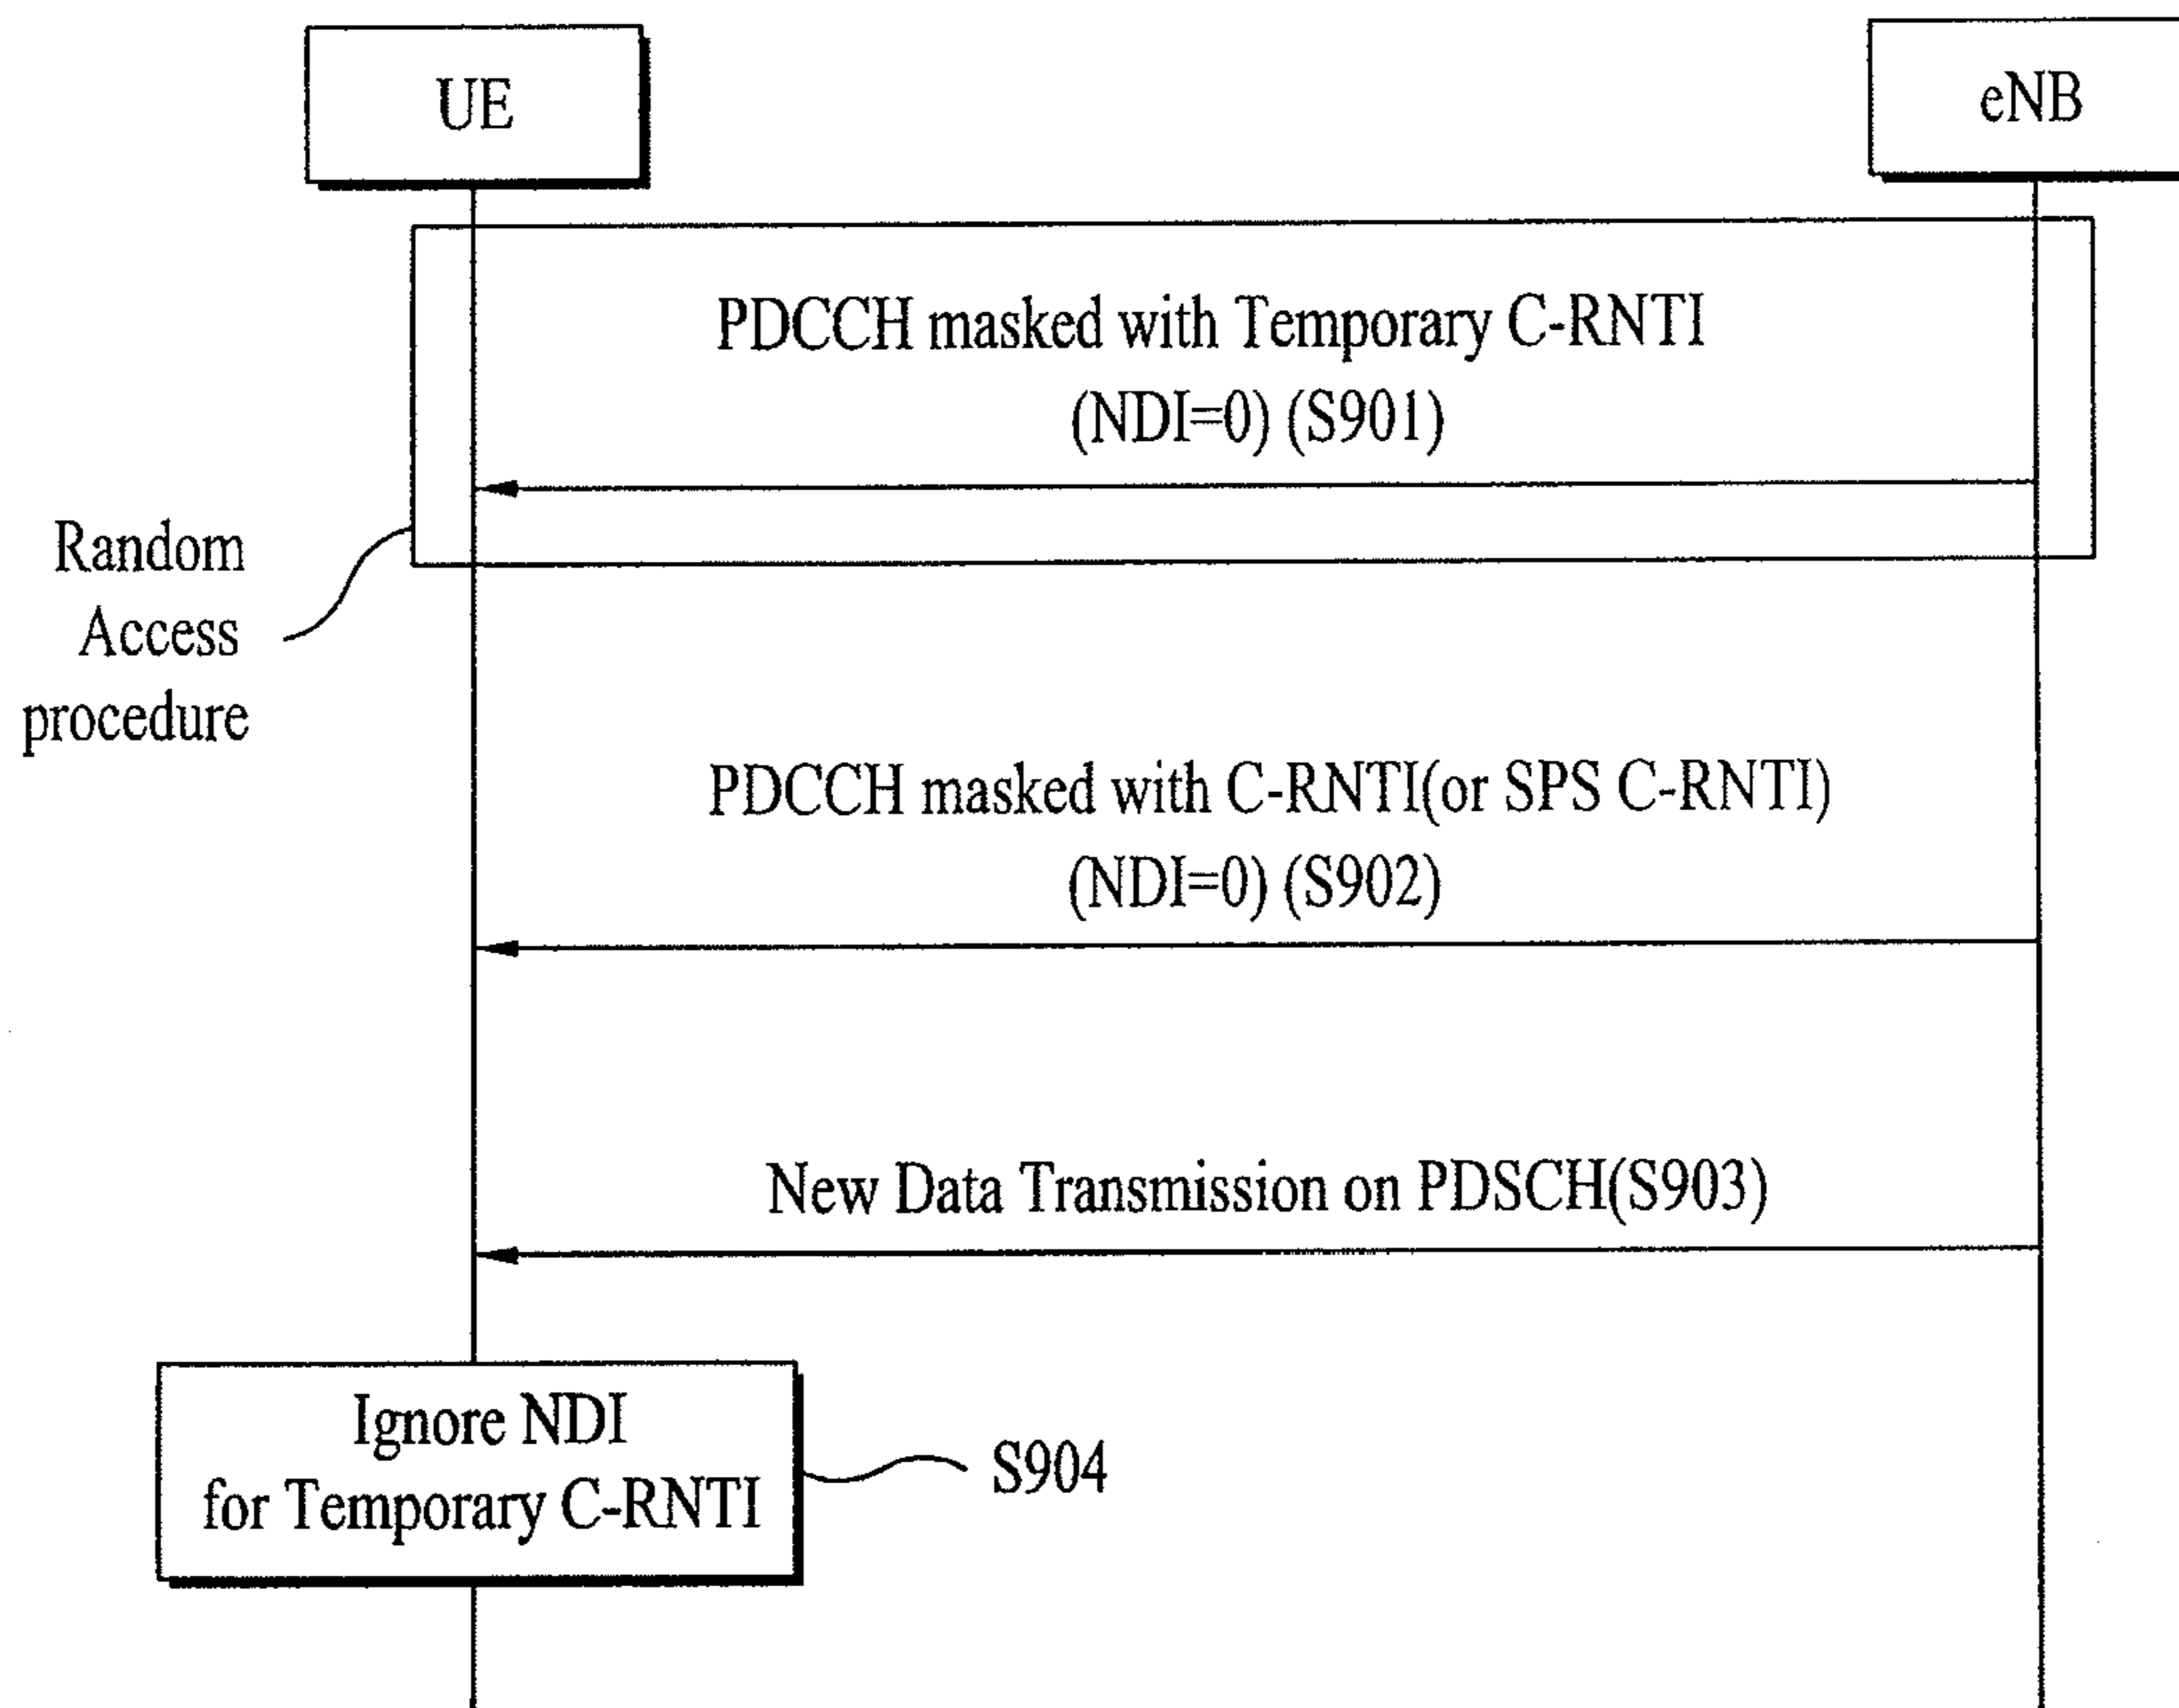 UE
eNB
PDCCH masked with Temporary C-RNTI
(NDI=0) (S901)
Random
Access
procedure
PDCCH masked with C-RNTI(or SPS C-RNTI)
(NDI=0) (S902)
New Data Transmission on PDSCH(S903)
Ignore NDI
for Temporary C-RNTI
S904